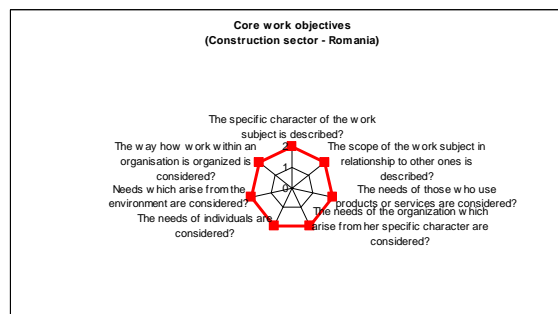 Core work objectives
(Construction sector - Romania)
The specific character of the work
subject is described?
The scope of the work subject in
relationship to other ones is
described?
The needs of those who use
products or services are considered?
The needs of the organization which
arise from her specific character are
considered?
The needs of individuals are
considered?
Needs which arise from the
environment are considered?
The way how work within an
organisation is organized is
considered?
2
1
0